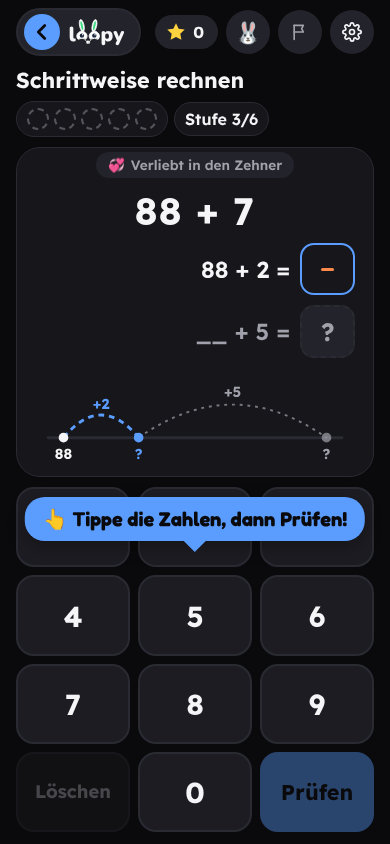 loopy
0
Schrittweise rechnen
Stufe 3/6
Verliebt in den Zehner
88 + 7
88 + 2 = –
__ + 5 = ?
+5
+2
88 ? ?
Tippe die Zahlen, dann Prüfen!
4 5 6
7 8 9
Löschen 0 Prüfen